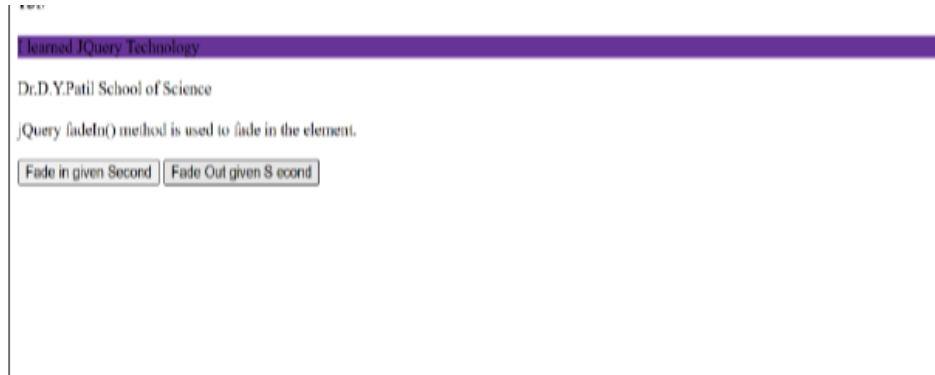 I learned JQuery Technology
Dr.D.Y.Patil School of Science
jQuery fadeIn() method is used to fade in the element.
Fade in given Second Fade Out given S econd